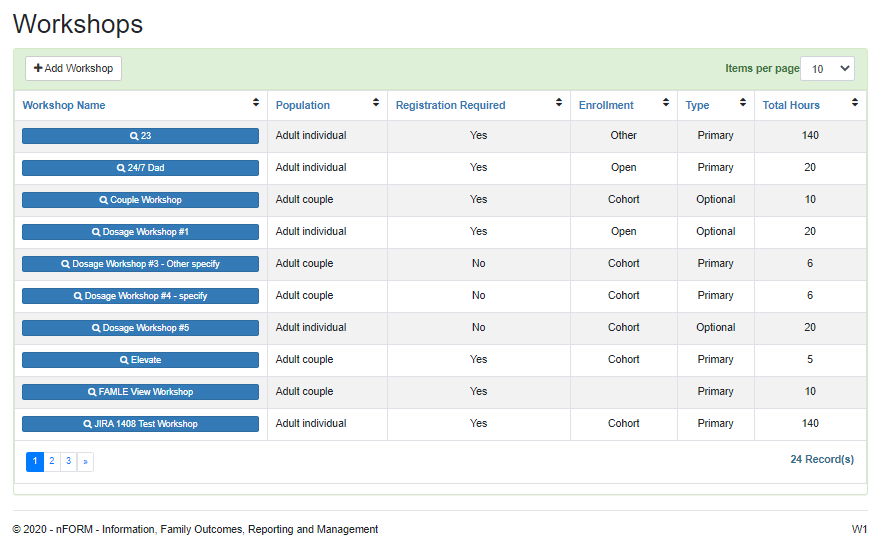 Workshops
Add Workshop Items per page 10
Workshop Name Population Registration Required Enrollment Type Total Hours
23 Adult individual Yes Other Primary 140
24/7 Dad Adult individual Yes Open Primary 20
Couple Workshop Adult couple Yes Cohort Optional 10
Dosage Workshop #1 Adult individual Yes Open Optional 20
Dosage Workshop #3 - Other specify Adult couple No Cohort Primary 6
Dosage Workshop #4 - specify Adult couple No Cohort Primary 6
Dosage Workshop #5 Adult individual No Cohort Optional 20
Elevate Adult couple Yes Cohort Primary 5
FAMLE View Workshop Adult couple Yes Primary 10
JIRA 1408 Test Workshop Adult individual Yes Cohort Primary 140
1 2 3 » 24 Record(s)
© 2020 - nFORM - Information, Family Outcomes, Reporting and Management W1